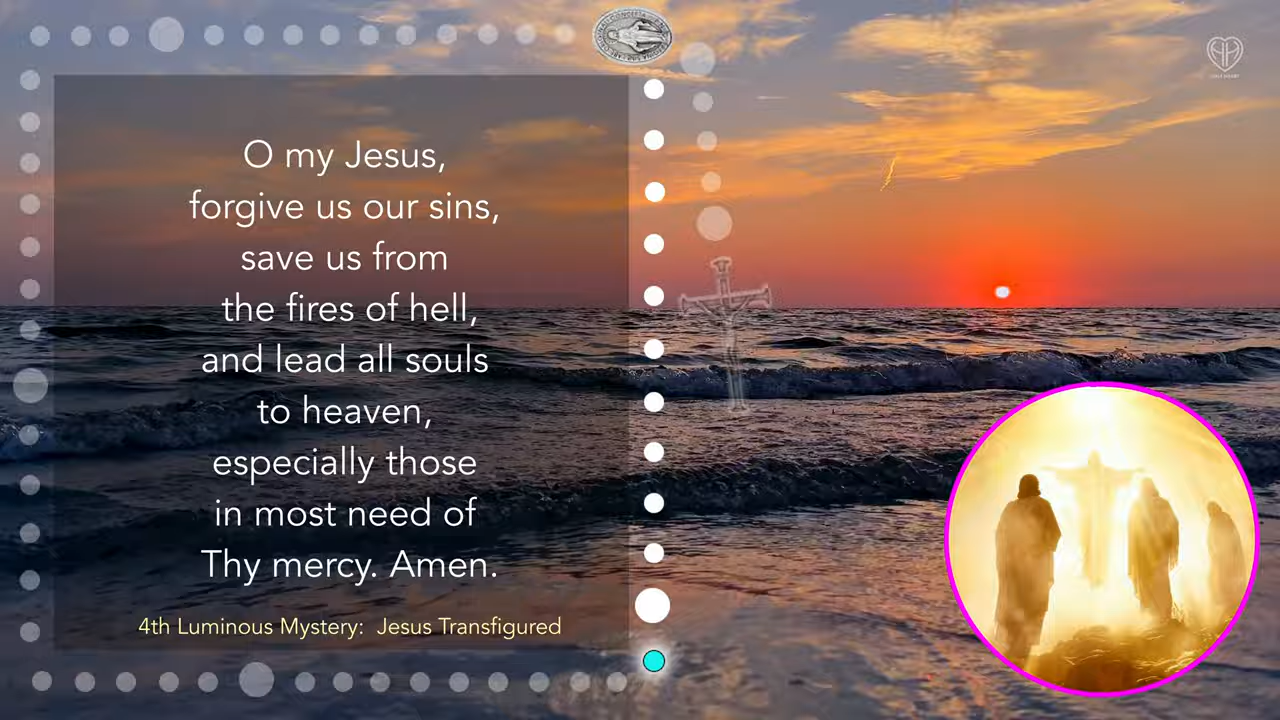 O my Jesus,
forgive us our sins,
save us from
the fires of hell,
and lead all souls
to heaven,
especially those
in most need of
Thy mercy. Amen.
4th Luminous Mystery:  Jesus Transfigured